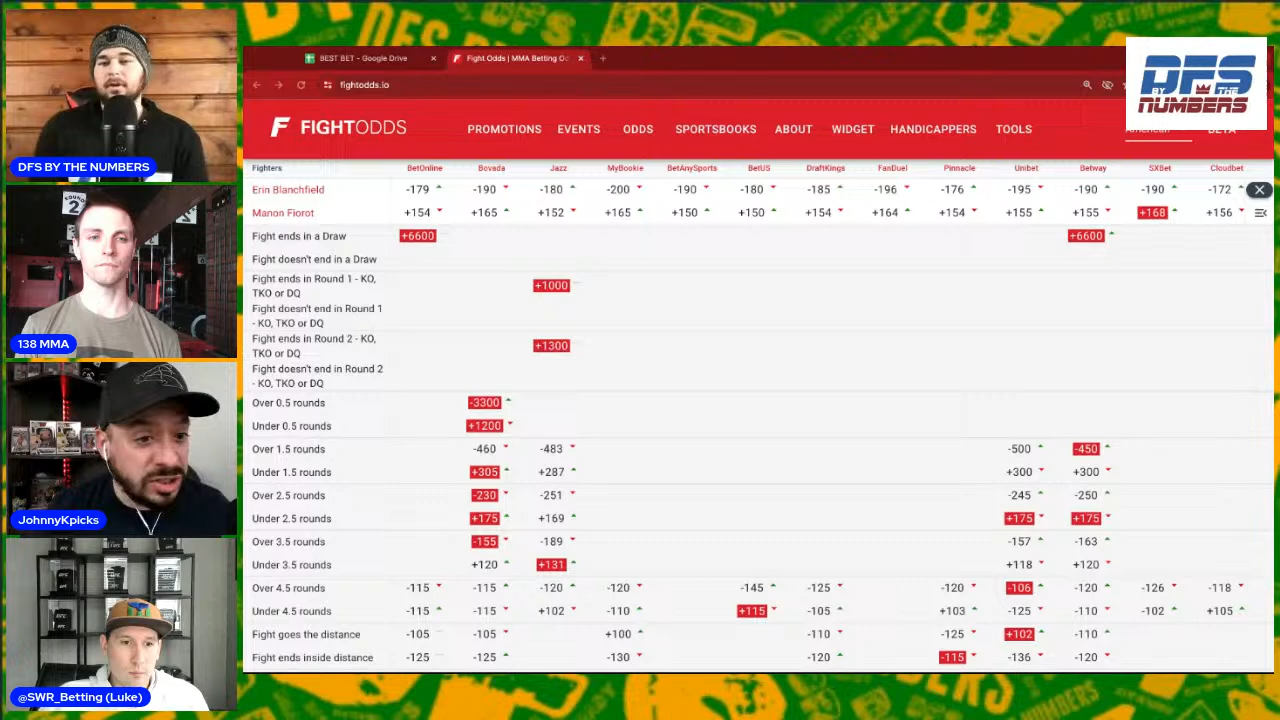 DFS BY THE NUMBERS
138 MMA
JohnnyKpicks
@SWR_Betting (Luke)
BEST BET - Google Drive
Fight Odds | MMA Betting Oc
fightodds.io
DFS
BY THE
NUMBERS
FIGHTODDS PROMOTIONS EVENTS ODDS SPORTSBOOKS ABOUT WIDGET HANDICAPPERS TOOLS American BETA
Fighters BetOnline Bovada Jazz MyBookie BetAnySports BetUS DraftKings FanDuel Pinnacle Unibet Betway SXBet Cloudbet
Erin Blanchfield -179 -190 -180 -200 -190 -180 -185 -196 -176 -195 -190 -190 -172
Manon Fiorot +154 +165 +152 +165 +150 +150 +154 +164 +154 +155 +155 +168 +156
Fight ends in a Draw +6600 +6600
Fight doesn't end in a Draw
Fight ends in Round 1 - KO,
TKO or DQ +1000
Fight doesn't end in Round 1
- KO, TKO or DQ
Fight ends in Round 2 - KO,
TKO or DQ +1300
Fight doesn't end in Round 2
- KO, TKO or DQ
Over 0.5 rounds -3300
Under 0.5 rounds +1200
Over 1.5 rounds -460 -483 -500 -450
Under 1.5 rounds +305 +287 +300 +300
Over 2.5 rounds -230 -251 -245 -250
Under 2.5 rounds +175 +169 +175 +175
Over 3.5 rounds -155 -189 -157 -163
Under 3.5 rounds +120 +131 +118 +120
Over 4.5 rounds -115 -115 -120 -120 -145 -125 -120 -106 -120 -126 -118
Under 4.5 rounds -115 -115 +102 -110 +115 -105 +103 -125 -110 -102 +105
Fight goes the distance -105 -105 +100 -110 -125 +102 -110
Fight ends inside distance -125 -125 -130 -120 -115 -136 -120